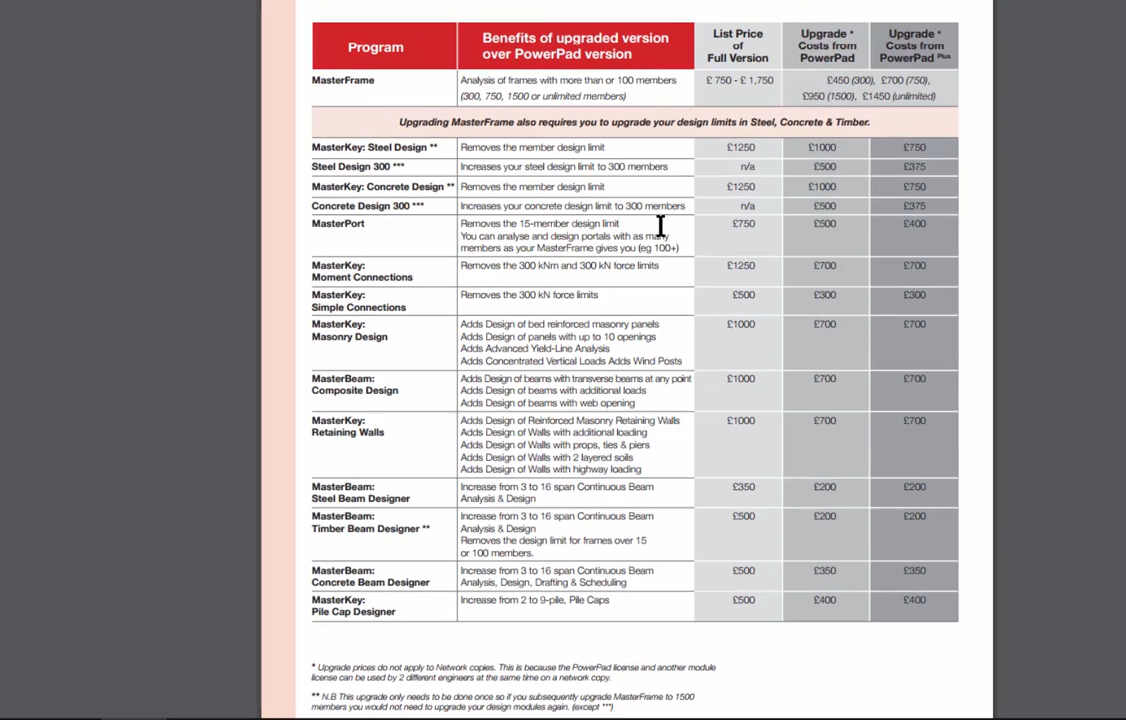 Program
Benefits of upgraded version
over PowerPad version
List Price
of
Full Version
Upgrade *
Costs from
PowerPad
Upgrade *
Costs from
PowerPad Plus
MasterFrame
Analysis of frames with more than or 100 members
(300, 750, 1500 or unlimited members)
£ 750 - £ 1,750
£450 (300), £700 (750),
£950 (1500), £1450 (unlimited)
Upgrading MasterFrame also requires you to upgrade your design limits in Steel, Concrete & Timber.
MasterKey: Steel Design ** Removes the member design limit £1250 £1000 £750
Steel Design 300 *** Increases your steel design limit to 300 members n/a £500 £375
MasterKey: Concrete Design ** Removes the member design limit £1250 £1000 £750
Concrete Design 300 *** Increases your concrete design limit to 300 members n/a £500 £375
MasterPort Removes the 15-member design limit £750 £500 £400
You can analyse and design portals with as many
members as your MasterFrame gives you (eg 100+)
MasterKey: Removes the 300 kNm and 300 kN force limits £1250 £700 £700
Moment Connections
MasterKey: Removes the 300 kN force limits £500 £300 £300
Simple Connections
MasterKey: Adds Design of bed reinforced masonry panels £1000 £700 £700
Masonry Design Adds Design of panels with up to 10 openings
Adds Advanced Yield-Line Analysis
Adds Concentrated Vertical Loads Adds Wind Posts
MasterBeam: Adds Design of beams with transverse beams at any point £1000 £700 £700
Composite Design Adds Design of beams with additional loads
Adds Design of beams with web opening
MasterKey: Adds Design of Reinforced Masonry Retaining Walls £1000 £700 £700
Retaining Walls Adds Design of Walls with additional loading
Adds Design of Walls with props, ties & piers
Adds Design of Walls with 2 layered soils
Adds Design of Walls with highway loading
MasterBeam: Increase from 3 to 16 span Continuous Beam £350 £200 £200
Steel Beam Designer Analysis & Design
MasterBeam: Increase from 3 to 16 span Continuous Beam £500 £200 £200
Timber Beam Designer ** Analysis & Design
Removes the design limit for frames over 15
or 100 members.
MasterBeam: Increase from 3 to 16 span Continuous Beam £500 £350 £350
Concrete Beam Designer Analysis, Design, Drafting & Scheduling
MasterKey: Increase from 2 to 9-pile, Pile Caps £500 £400 £400
Pile Cap Designer
* Upgrade prices do not apply to Network copies. This is because the PowerPad license and another module
license can be used by 2 different engineers at the same time on a network copy.
** N.B This upgrade only needs to be done once so if you subsequently upgrade MasterFrame to 1500
members you would not need to upgrade your design modules again. (except ***)